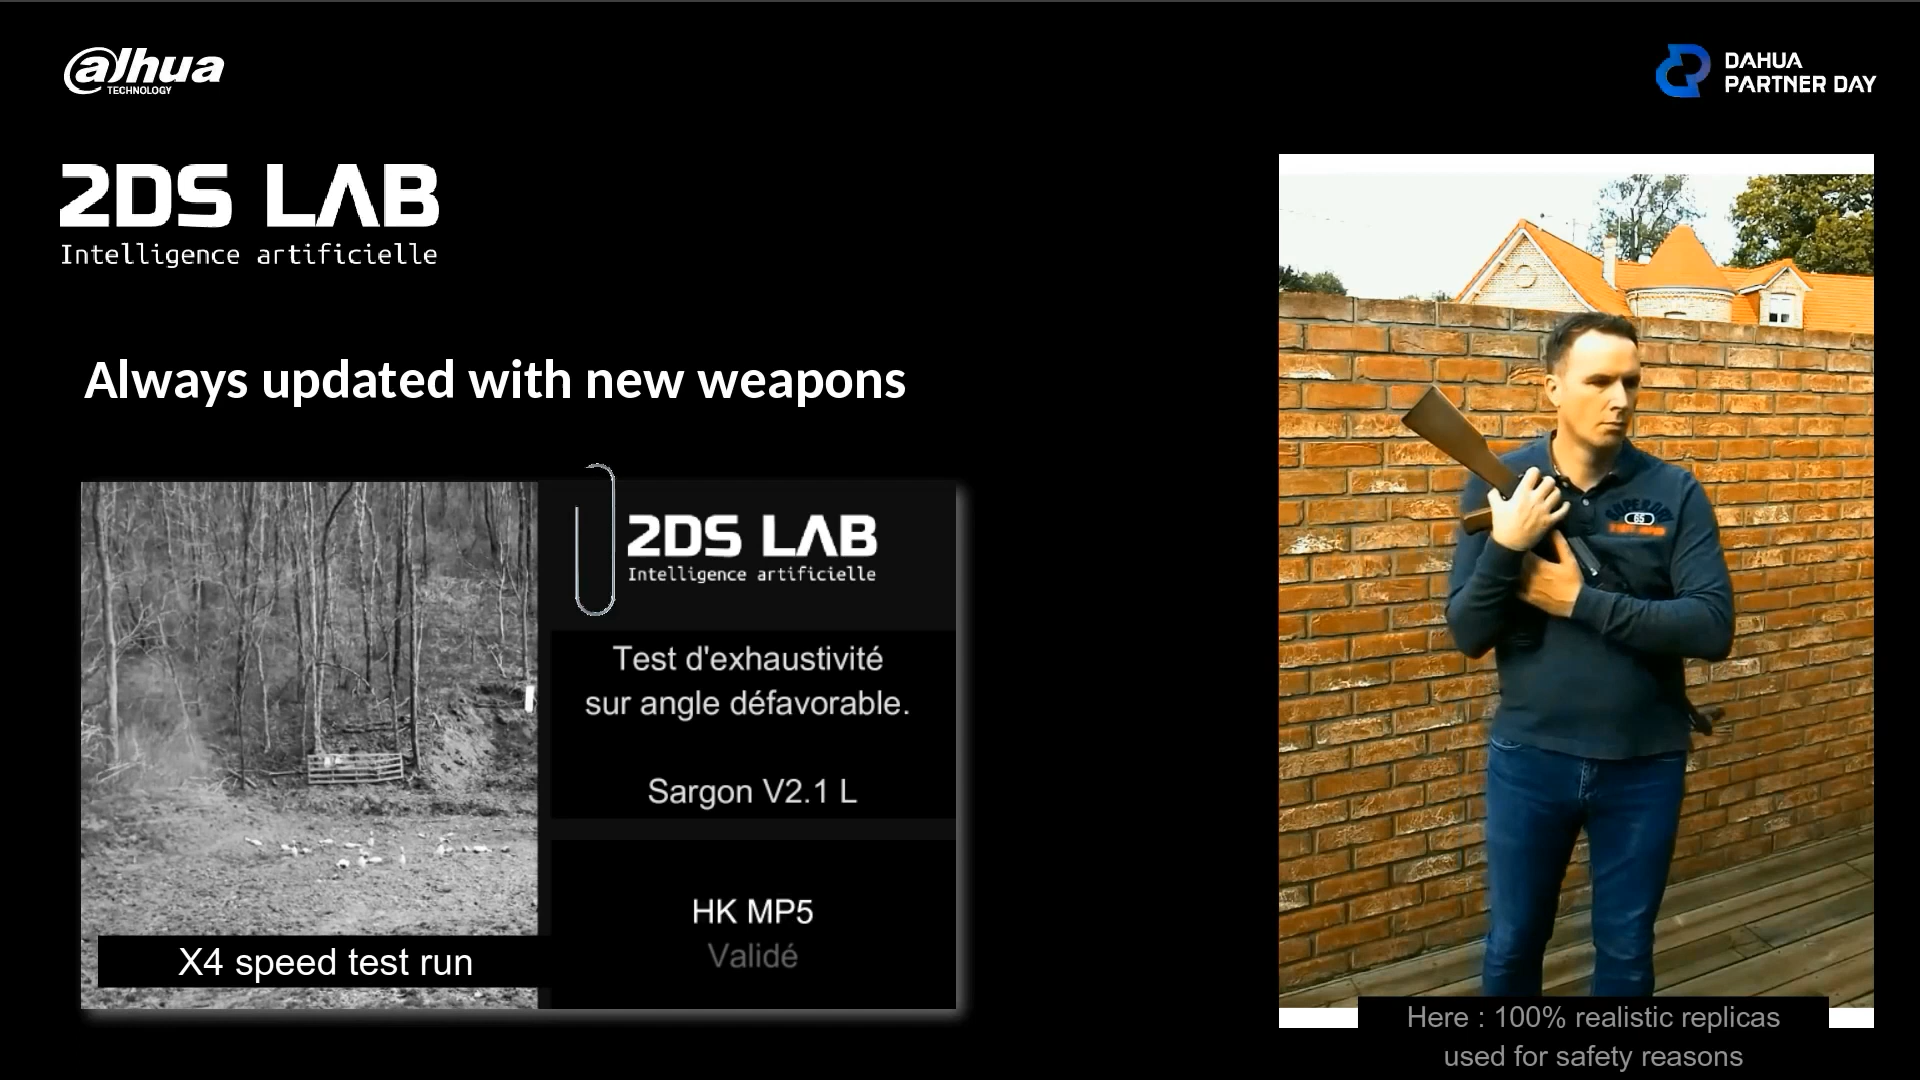 alhua
TECHNOLOGY
DAHUA
PARTNER DAY
2DS LAB
Intelligence artificielle
Always updated with new weapons
2DS LAB
Intelligence artificielle
Test d'exhaustivité
sur angle défavorable.
Sargon V2.1 L
HK MP5
Validé
X4 speed test run
65
Here : 100% realistic replicas
used for safety reasons